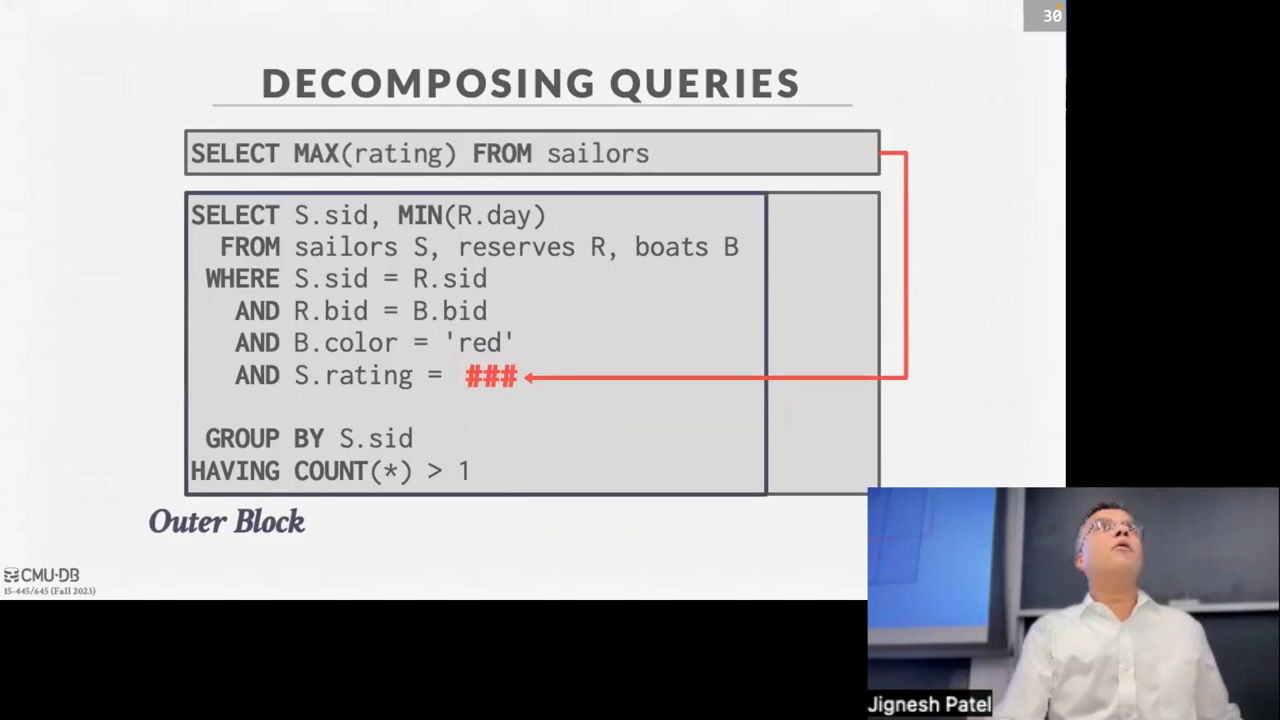 30
DECOMPOSING QUERIES
SELECT MAX(rating) FROM sailors
SELECT S.sid, MIN(R.day)
FROM sailors S, reserves R, boats B
WHERE S.sid = R.sid
AND R.bid = B.bid
AND B.color = 'red'
AND S.rating = ###
GROUP BY S.sid
HAVING COUNT(*) > 1
Outer Block
CMU·DB
15-445/645 (Fall 2023)
Jignesh Patel